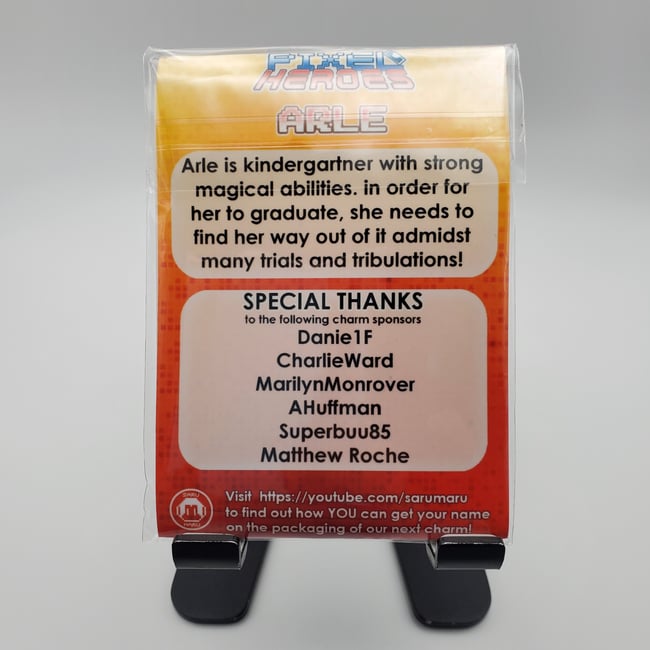 PIXEL
HEROES
ARLE
Arle is kindergartner with strong
magical abilities. in order for
her to graduate, she needs to
find her way out of it admidst
many trials and tribulations!
SPECIAL THANKS
to the following charm sponsors
Danie1F
CharlieWard
MarilynMonrover
AHuffman
Superbuu85
Matthew Roche
SARU
M
MARU
Visit https://youtube.com/sarumaru
to find out how YOU can get your name
on the packaging of our next charm!